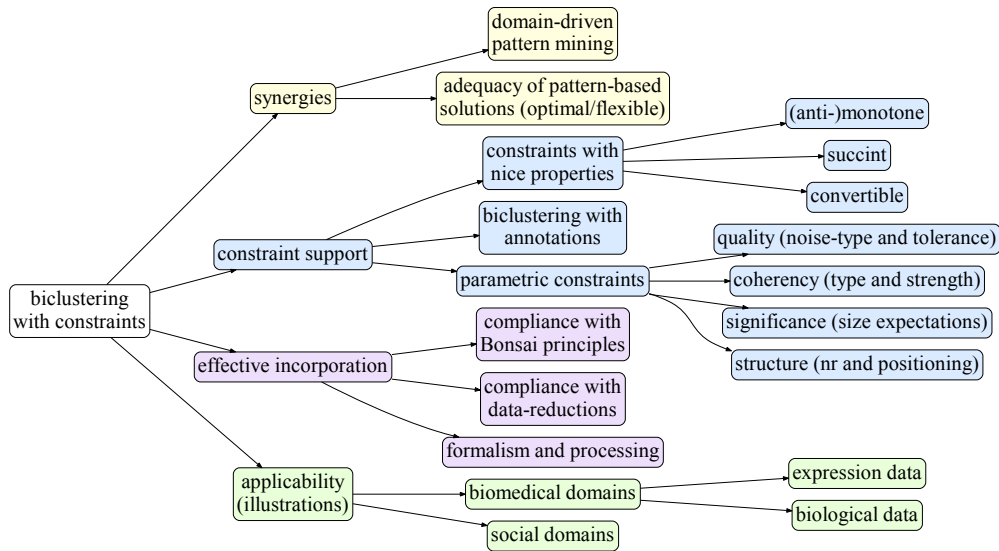 domain-driven
pattern mining
synergies
adequacy of pattern-based
solutions (optimal/flexible)
(anti-)monotone
constraints with
nice properties
succint
convertible
biclustering with
annotations
constraint support
quality (noise-type and tolerance)
parametric constraints
coherency (type and strength)
significance (size expectations)
structure (nr and positioning)
biclustering
with constraints
compliance with
Bonsai principles
effective incorporation
compliance with
data-reductions
formalism and processing
applicability
(illustrations)
biomedical domains
expression data
biological data
social domains